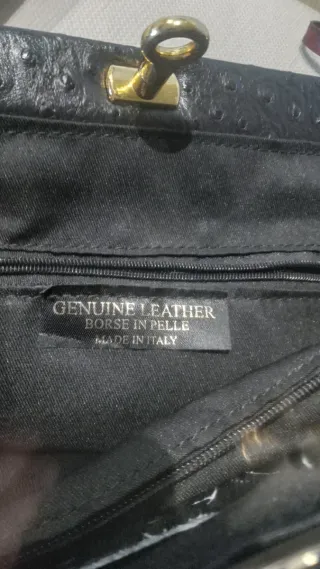 GENUINE LEATHER
BORSE IN PELLE
MADE IN ITALY